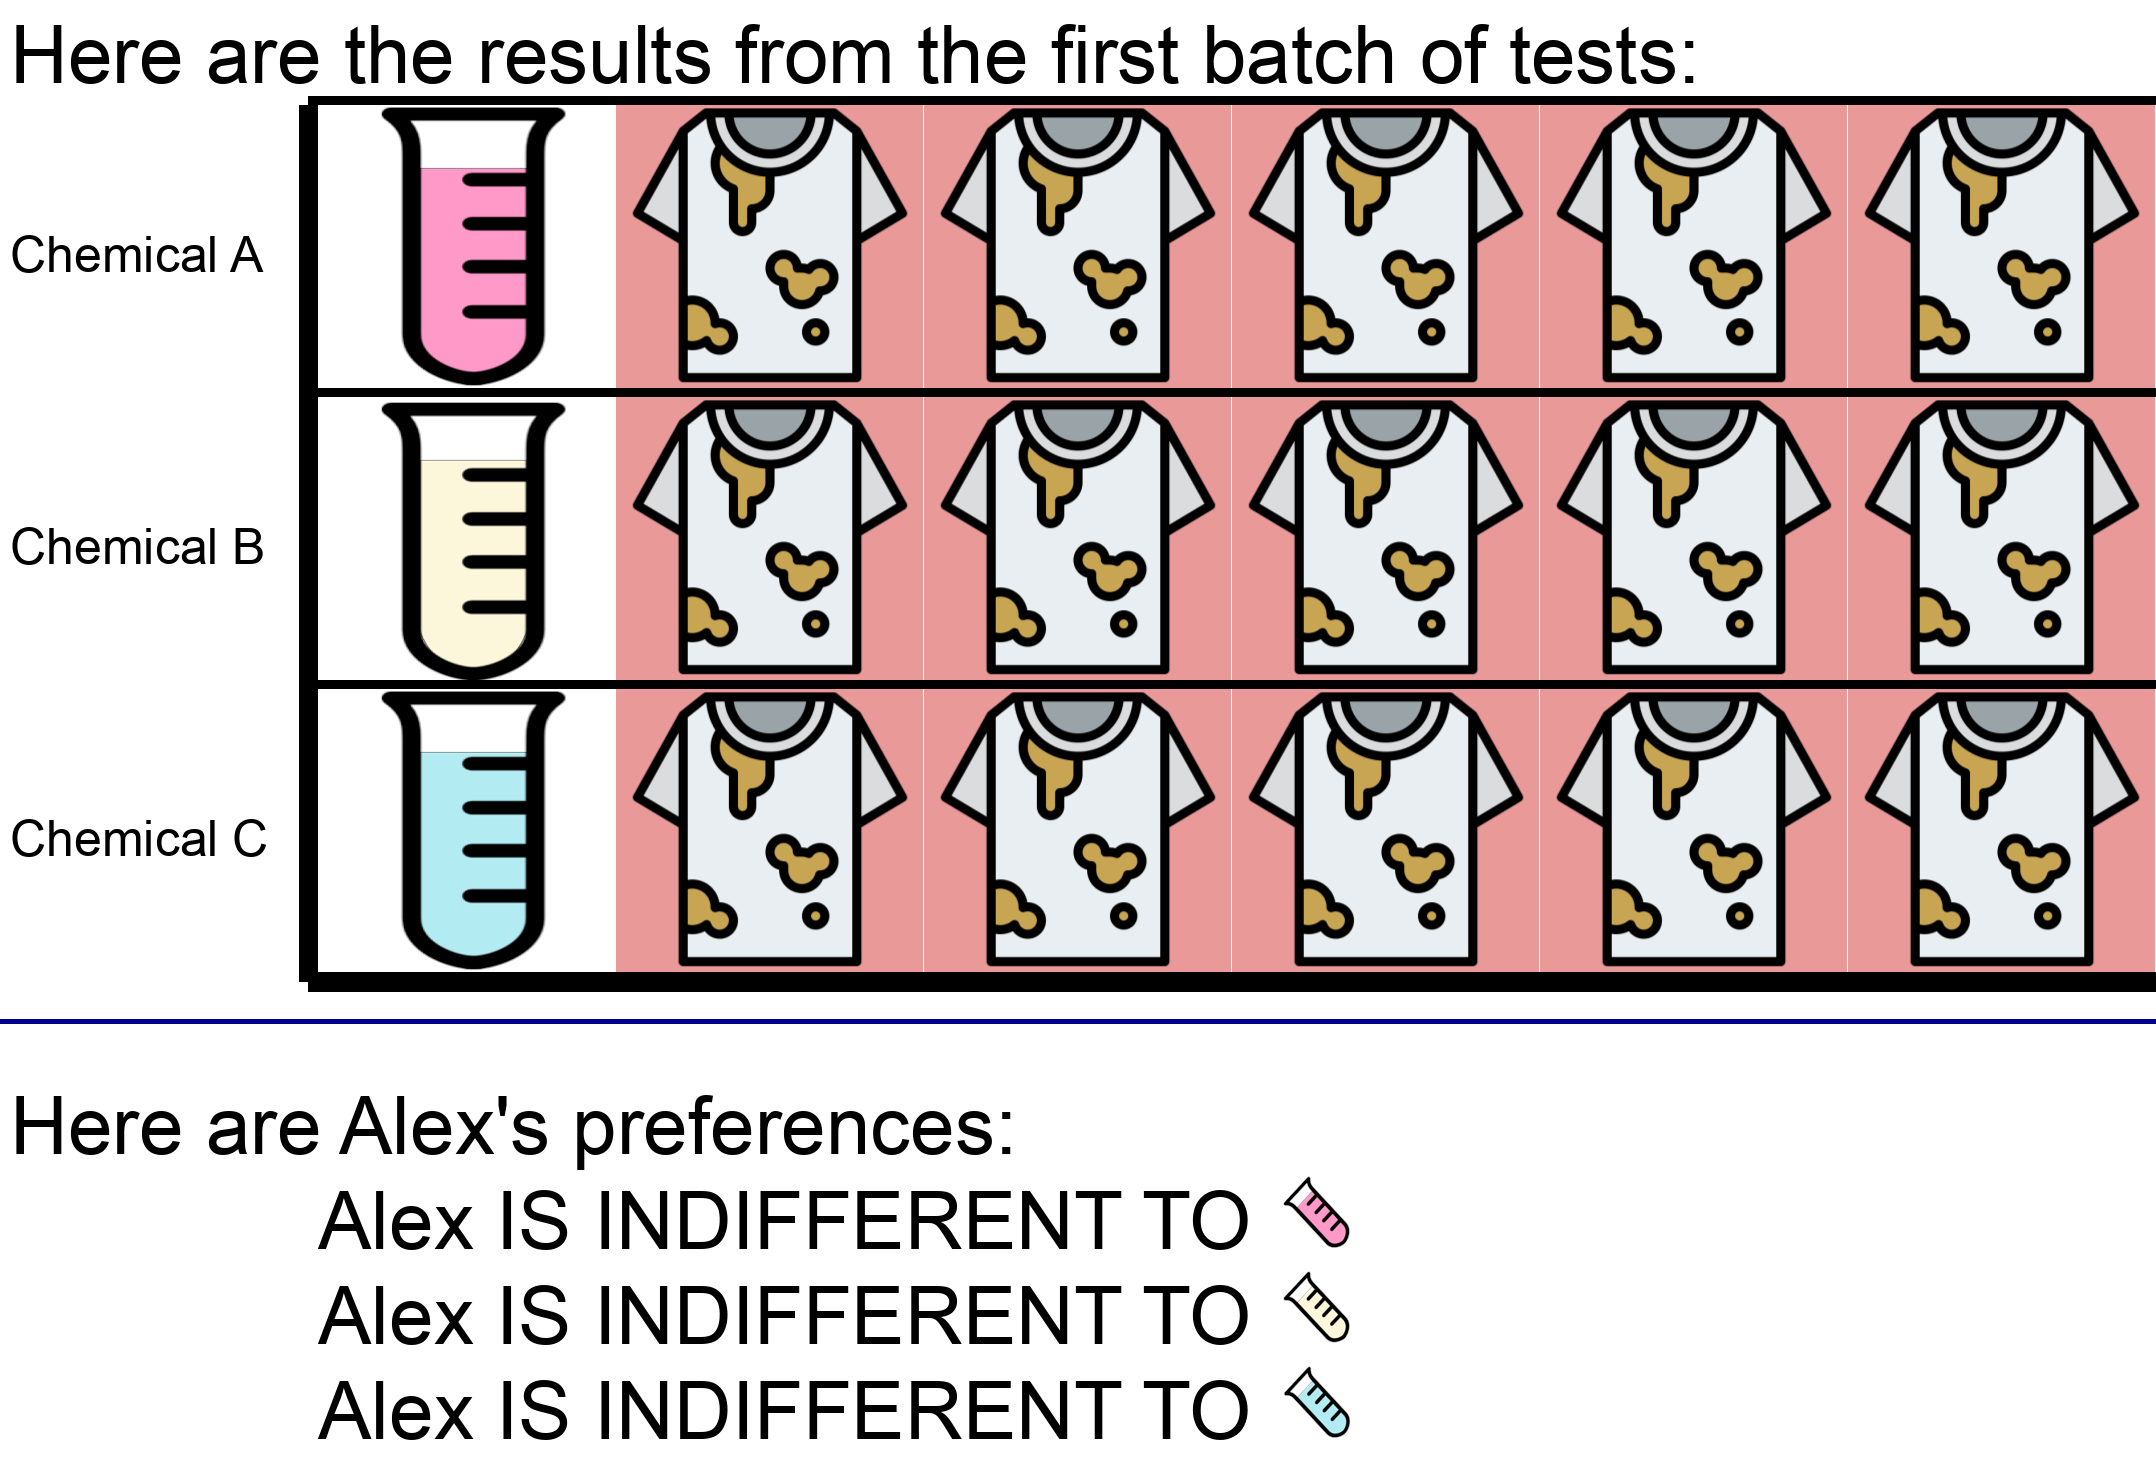 Here are the results from the first batch of tests:
Chemical A
Chemical B
Chemical C
Here are Alex's preferences:
Alex IS INDIFFERENT TO
Alex IS INDIFFERENT TO
Alex IS INDIFFERENT TO